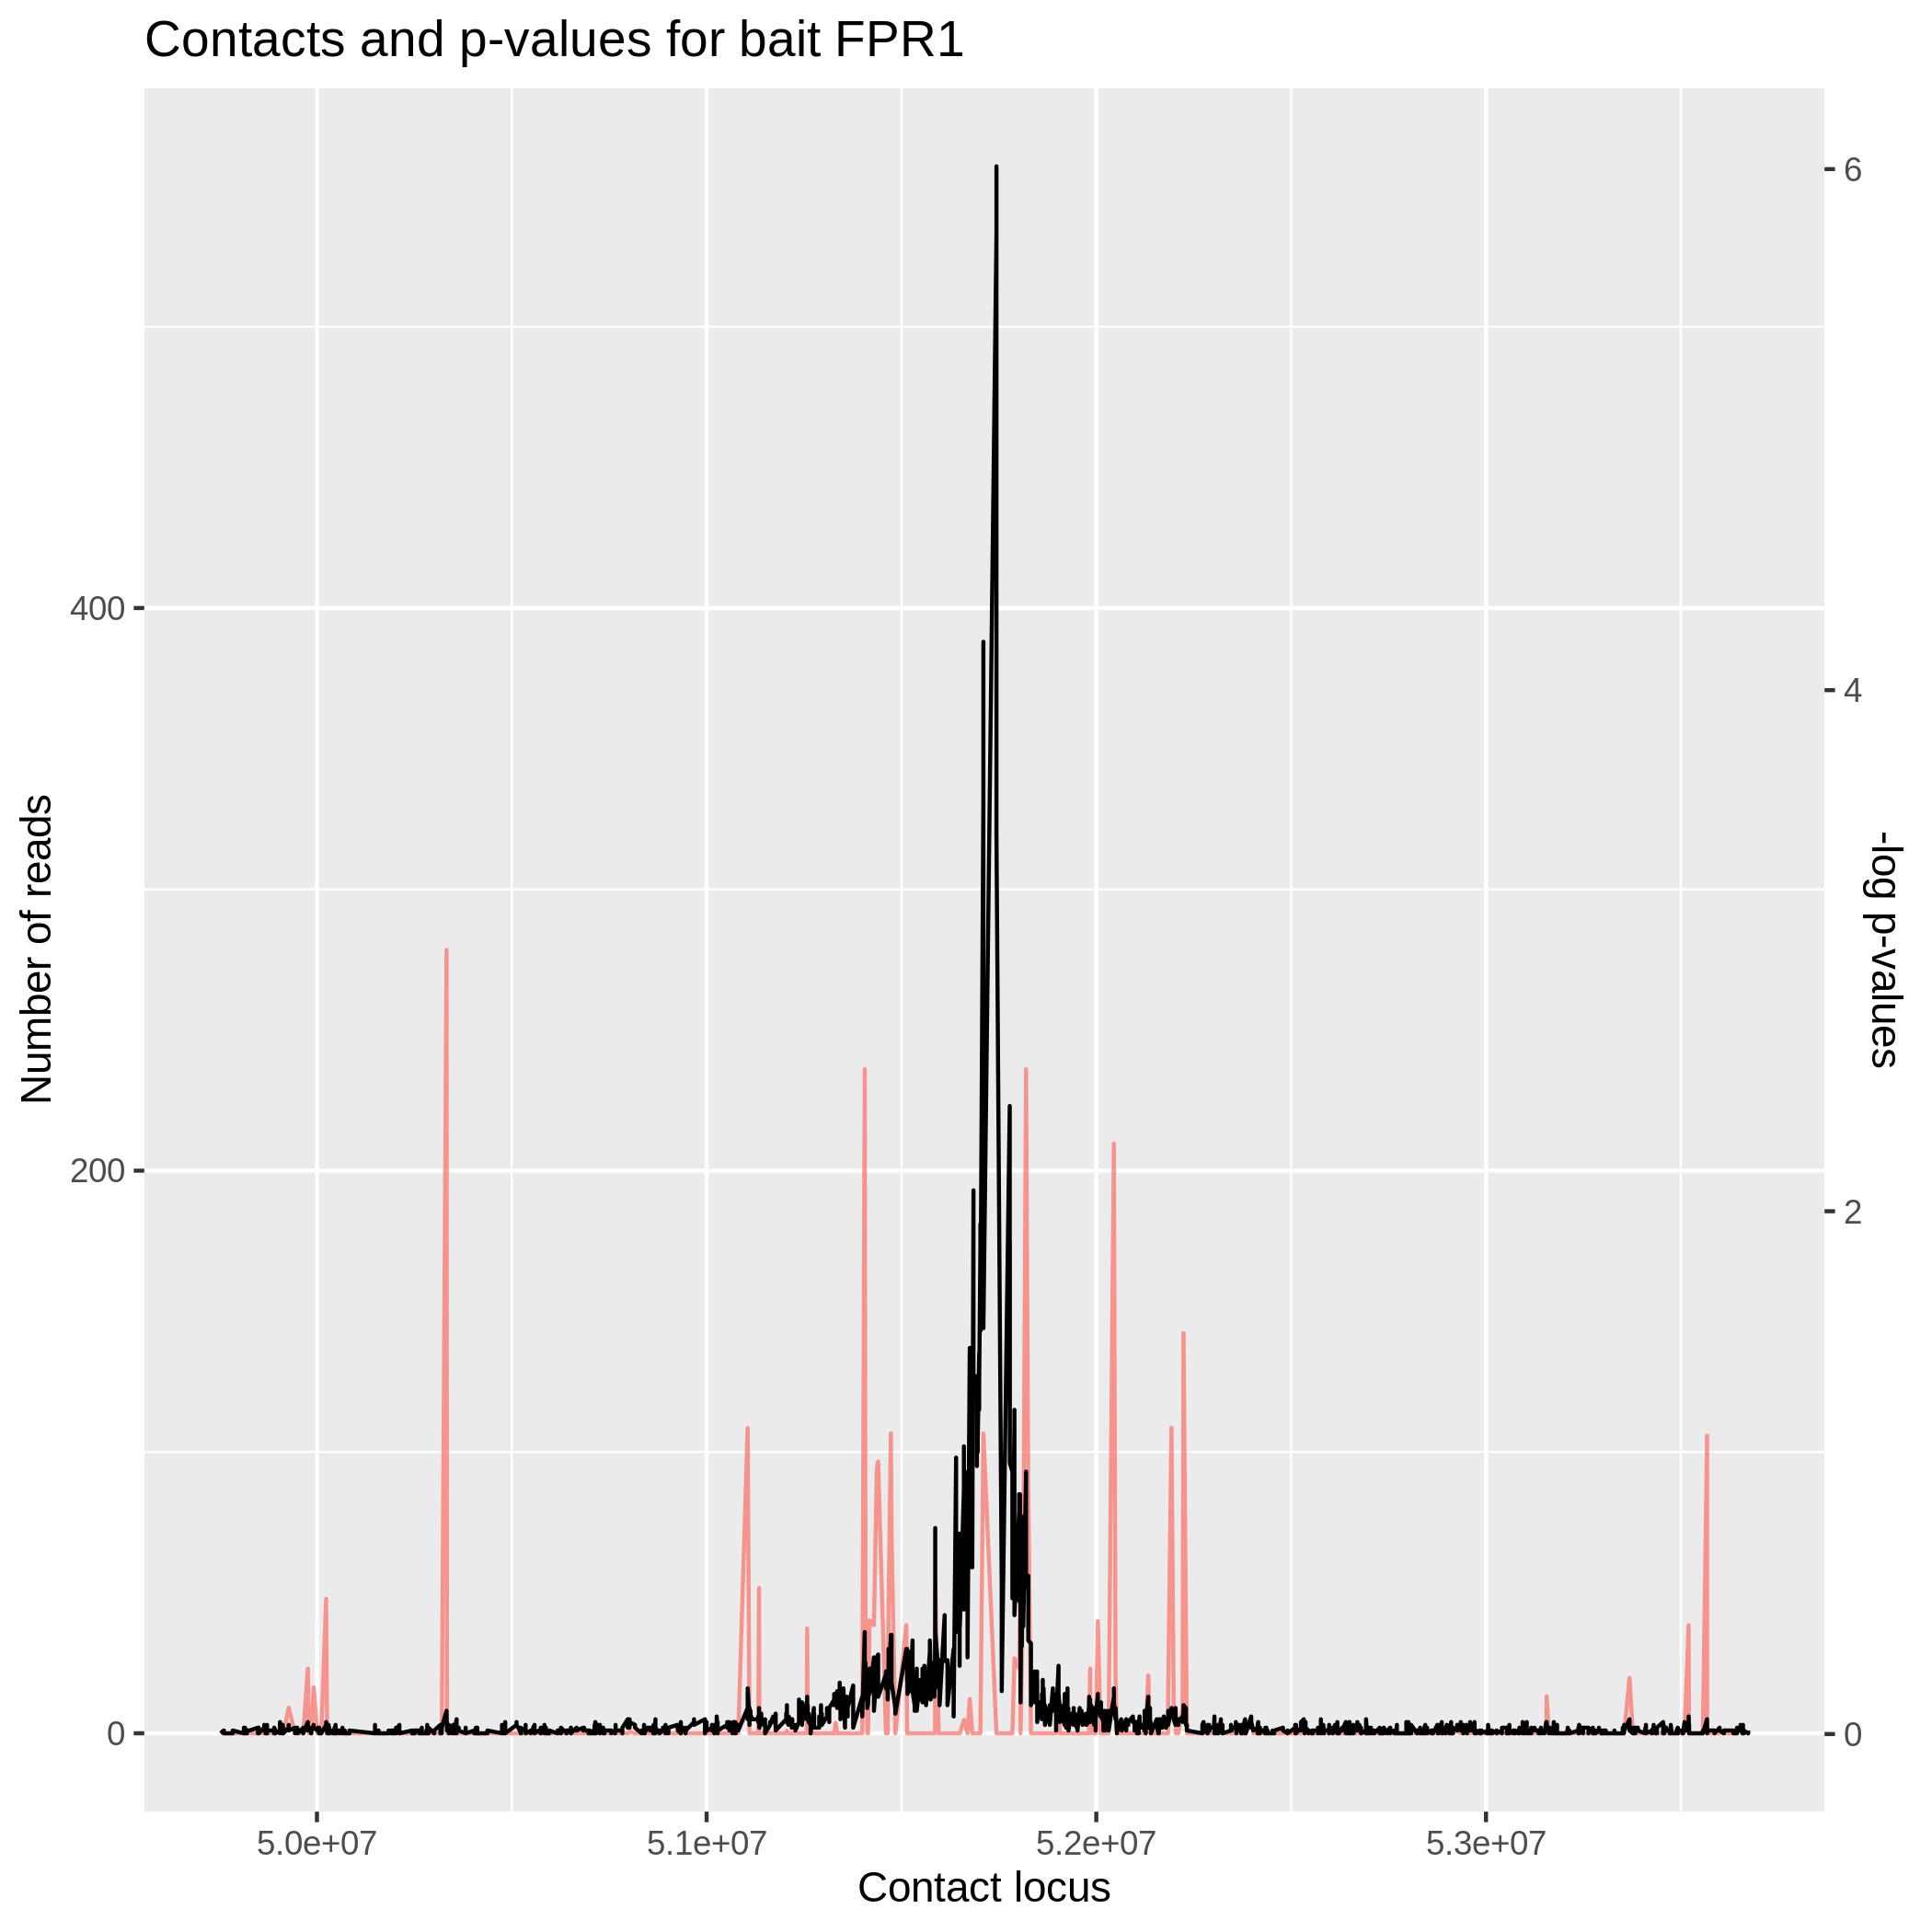 Contacts and p-values for bait FPR1
Number of reads
400
200
0
6
4
2
0
-log p-values
5.0e+07
5.1e+07
5.2e+07
5.3e+07
Contact locus